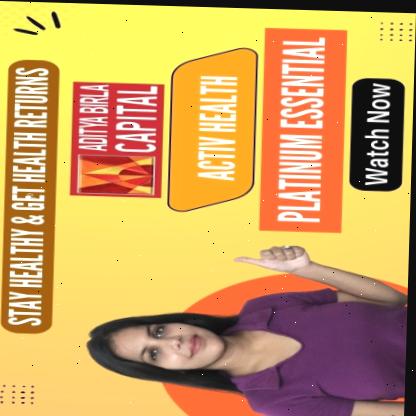 STAY HEALTHY & GET HEALTH RETURNS
ADITYA BIRLA
CAPITAL
ACTIV HEALTH
PLATINUM ESSENTIAL
Watch Now